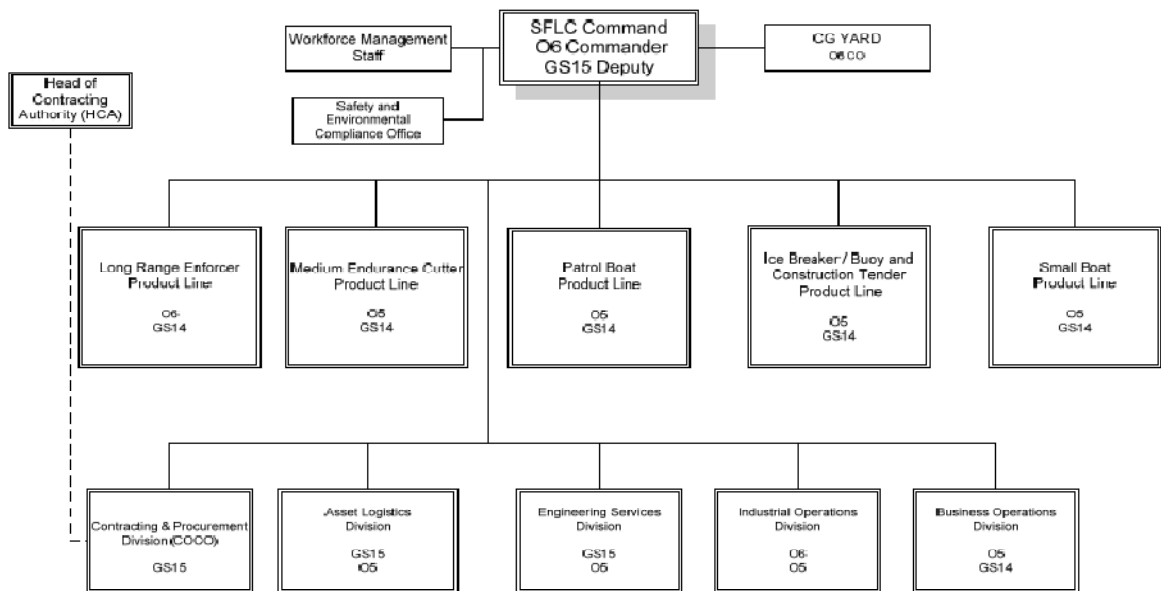 SFLC Command
O6 Commander
GS15 Deputy
Workforce Management
Staff
CG YARD
O6 CO
Head of
Contracting
Authority (HCA)
Safety and
Environmental
Compliance Office
Long Range Enforcer
Product Line
O6
GS14
Medium Endurance Cutter
Product Line
O5
GS14
Patrol Boat
Product Line
O5
GS14
Ice Breaker / Buoy and
Construction Tender
Product Line
O5
GS14
Small Boat
Product Line
O5
GS14
Contracting & Procurement
Division (COCO)
GS15
Asset Logistics
Division
GS15
O5
Engineering Services
Division
GS15
O5
Industrial Operations
Division
O6
O5
Business Operations
Division
O5
GS14